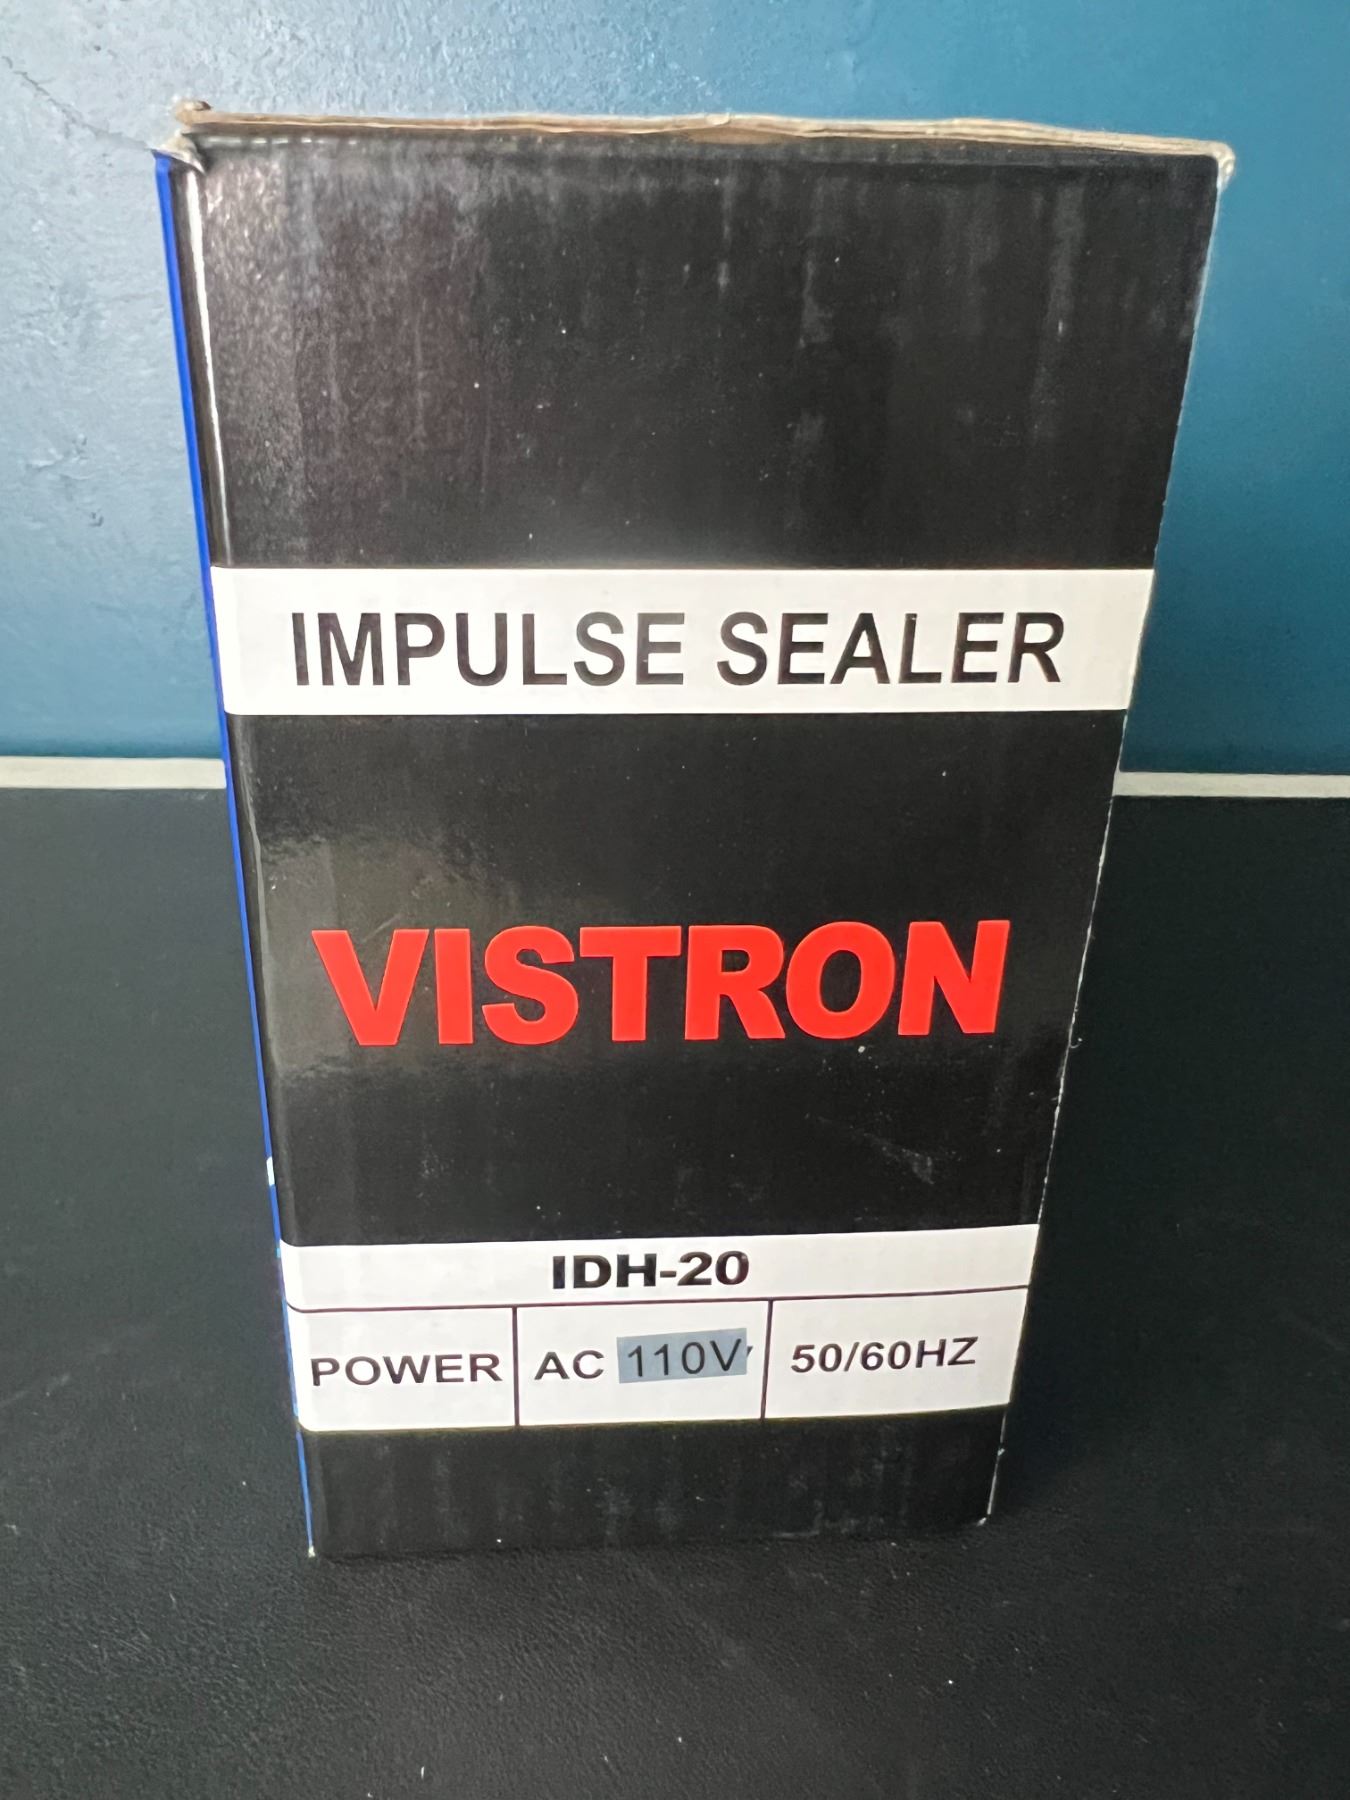 IMPULSE SEALER
VISTRON
IDH-20
POWER AC 110V 50/60HZ